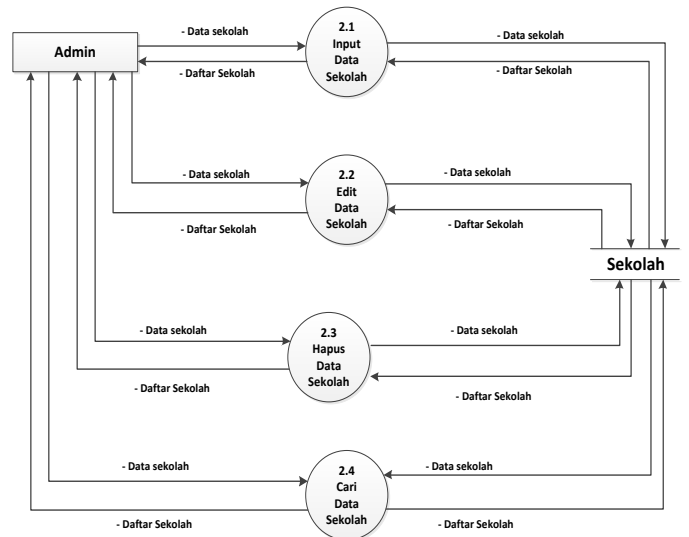 - Data sekolah
2.1
Input
Data
Sekolah
- Data sekolah
Admin
- Daftar Sekolah
- Daftar Sekolah
- Data sekolah
2.2
Edit
Data
Sekolah
- Data sekolah
- Daftar Sekolah
- Daftar Sekolah
Sekolah
- Data sekolah
2.3
Hapus
Data
Sekolah
- Data sekolah
- Daftar Sekolah
- Daftar Sekolah
- Data sekolah
2.4
Cari
Data
Sekolah
- Data sekolah
- Daftar Sekolah
- Daftar Sekolah